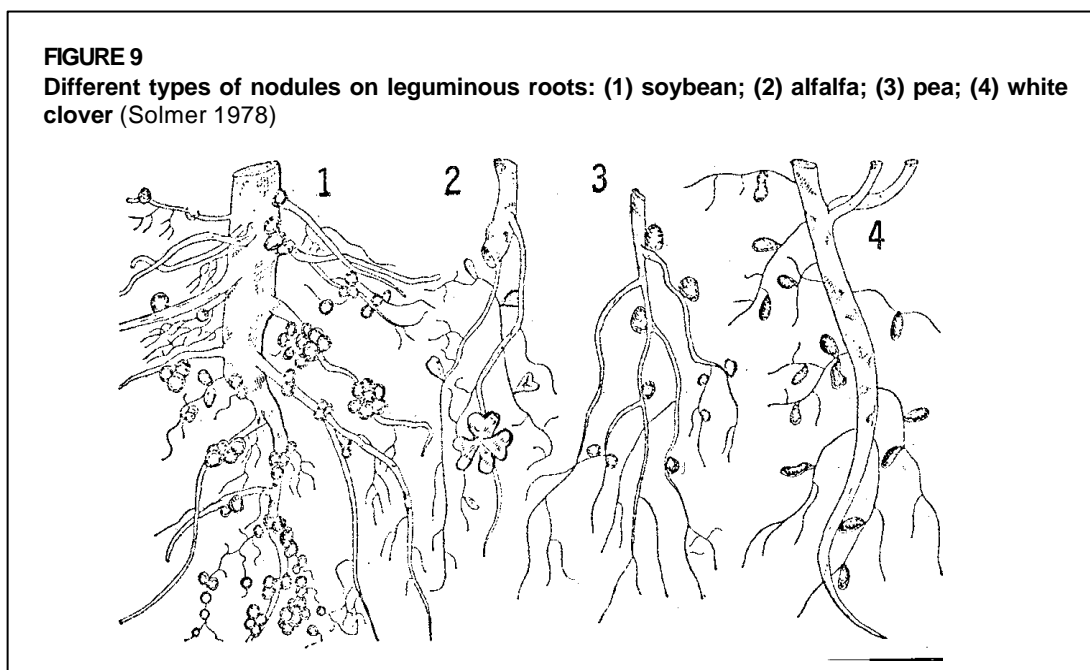 FIGURE 9
Different types of nodules on leguminous roots: (1) soybean; (2) alfalfa; (3) pea; (4) white
clover (Solmer 1978)
1 2 3 4